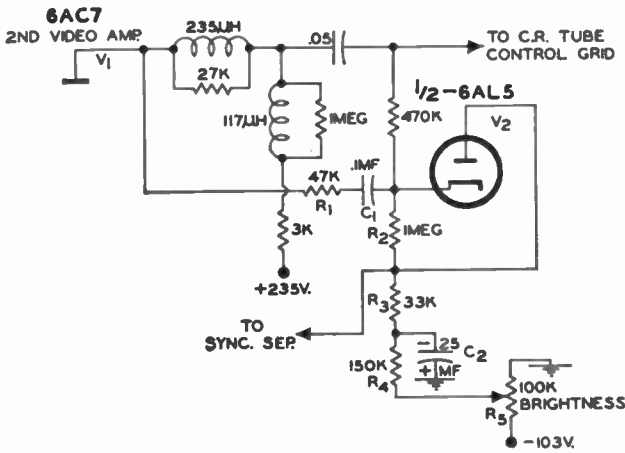 6AC7
2ND VIDEO AMP.
V1
235µH
27K
.05
TO C.R. TUBE
CONTROL GRID
117µH
1MEG
470K
1/2-6AL5
V2
47K
R1
.1MF
C1
R2
1MEG
3K
+235V.
R3
33K
TO
SYNC. SEP.
150K
R4
-
25
+
MF
C2
100K
BRIGHTNESS
R5
-103V.